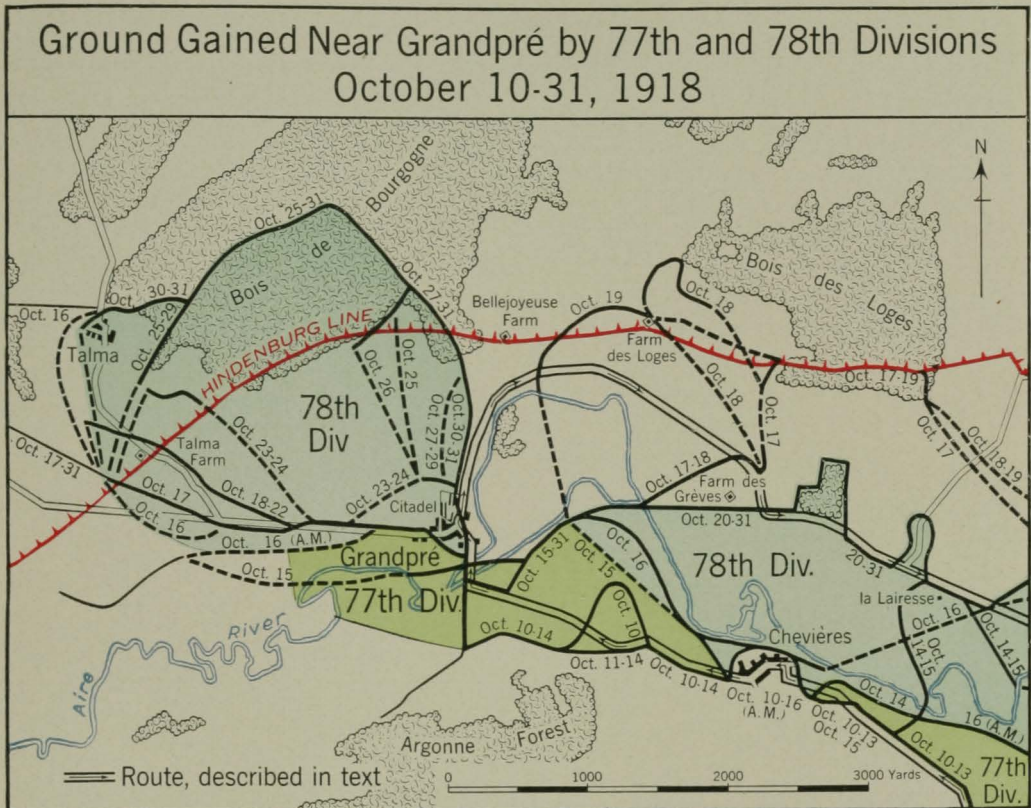 Ground Gained Near Grandpré by 77th and 78th Divisions
October 10-31, 1918
N
Bourgogne
de
Bois
Oct. 25-31
Oct. 27-31
Oct. 16
Oct. 30-31
Oct. 25-29
Talma
HINDENBURG LINE
Bellejoyeuse
Farm
Oct. 19
Oct. 18
Bois
des
Loges
Farm
des Loges
Oct. 17-19
Oct. 18
Oct. 17
Oct. 17
Oct. 18-19
Oct. 26
Oct. 25
78th
Div
Oct. 27-29
Oct. 30-31
Oct. 23-24
Talma
Farm
Oct. 17-31
Oct. 17
Oct. 18-22
Oct. 23-24
Citadel
Oct. 17-18
Farm des
Grèves
Oct. 20-31
Oct. 16
Oct. 16 (A.M.)
Grandpré
Oct. 15
77th Div.
Oct. 15-31
Oct. 15
Oct. 16
78th Div.
20-31
la Lairesse
Oct. 16
Oct. 14-15
Oct. 14-15
Aire
River
Oct. 10-14
Oct. 10
Oct. 11-14
Oct. 10-14
Chevières
Oct. 10-16
(A.M.)
Oct. 10-13
Oct. 15
Oct. 14
16 (A.M.)
Oct. 10-13
77th
Div.
Argonne
Forest
Route, described in text
0 1000 2000 3000 Yards